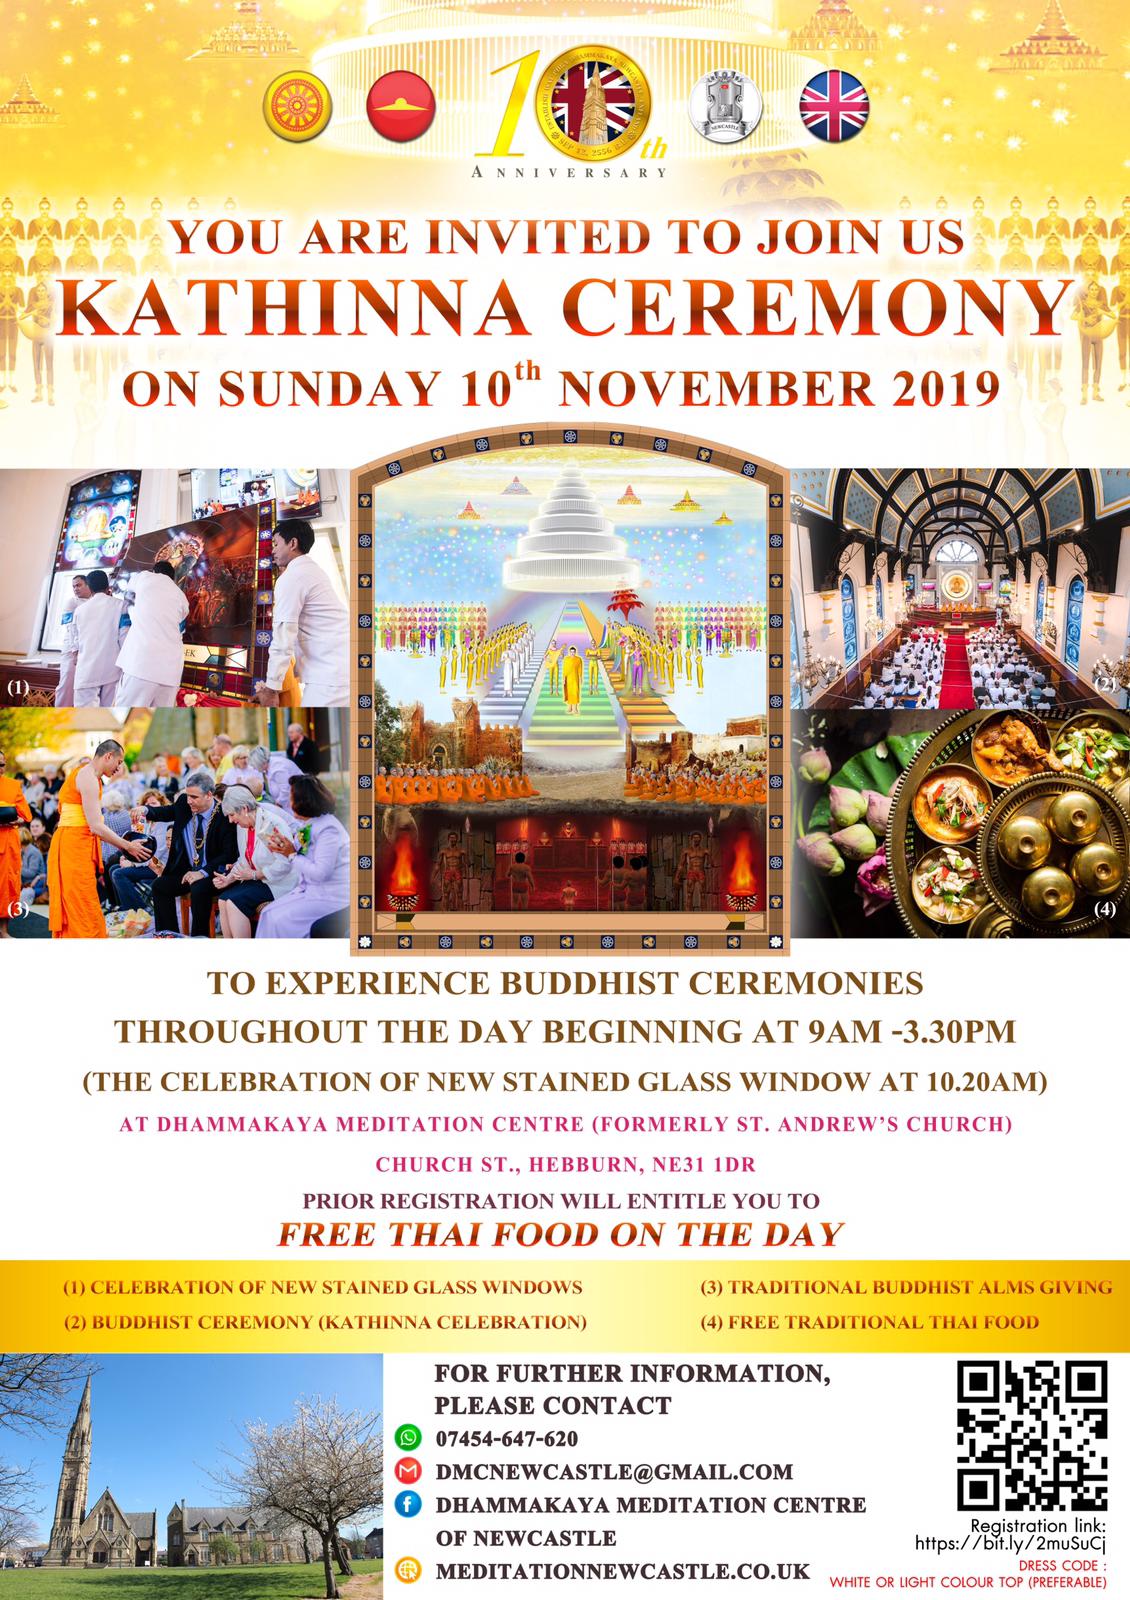 10th
ANNIVERSARY
NEWCASTLE
YOU ARE INVITED TO JOIN US
KATHINNA CEREMONY
ON SUNDAY 10th NOVEMBER 2019
(1)
(2)
(3)
(4)
TO EXPERIENCE BUDDHIST CEREMONIES
THROUGHOUT THE DAY BEGINNING AT 9AM -3.30PM
(THE CELEBRATION OF NEW STAINED GLASS WINDOW AT 10.20AM)
AT DHAMMAKAYA MEDITATION CENTRE (FORMERLY ST. ANDREW'S CHURCH)
CHURCH ST., HEBBURN, NE31 1DR
PRIOR REGISTRATION WILL ENTITLE YOU TO
FREE THAI FOOD ON THE DAY
(1) CELEBRATION OF NEW STAINED GLASS WINDOWS
(2) BUDDHIST CEREMONY (KATHINNA CELEBRATION)
(3) TRADITIONAL BUDDHIST ALMS GIVING
(4) FREE TRADITIONAL THAI FOOD
FOR FURTHER INFORMATION,
PLEASE CONTACT
07454-647-620
DMCNEWCASTLE@GMAIL.COM
DHAMMAKAYA MEDITATION CENTRE
OF NEWCASTLE
MEDITATIONNEWCASTLE.CO.UK
Registration link:
https://bit.ly/2muSuCj
DRESS CODE :
WHITE OR LIGHT COLOUR TOP (PREFERABLE)